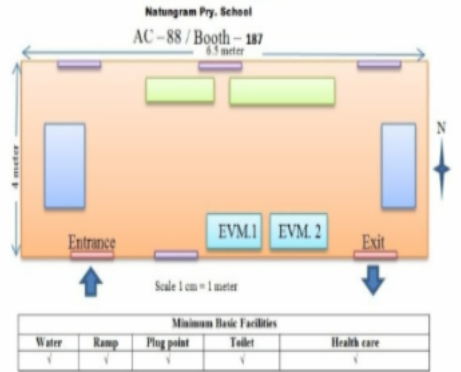 Natungram Pry. School
AC – 88 / Booth – 187
6.5 meter
4 meter
N
EVM.1 EVM. 2
Entrance Exit
Scale 1 cm = 1 meter
Minimum Basic Facilities
Water Ramp Plug point Toilet Health care
√ √ √ √ √